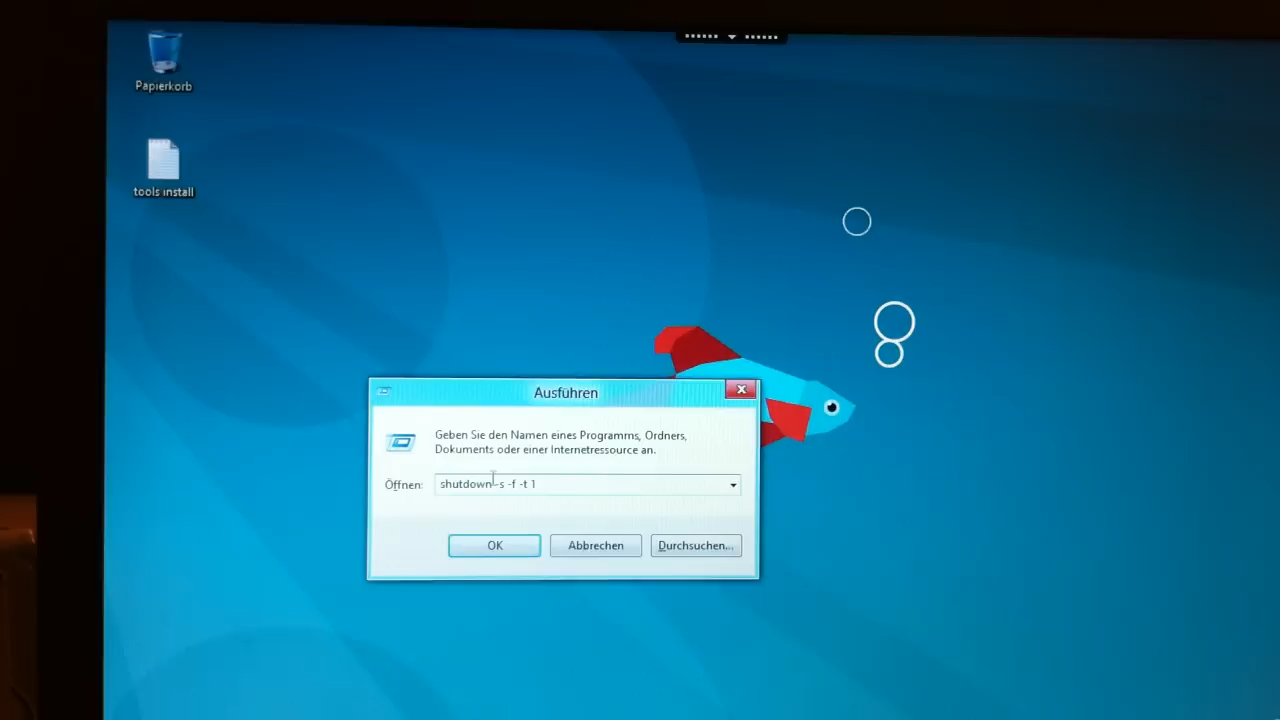 Papierkorb
tools install
Ausführen
Geben Sie den Namen eines Programms, Ordners,
Dokuments oder einer Internetressource an.
Öffnen: shutdown -s -f -t 1
OK Abbrechen Durchsuchen...